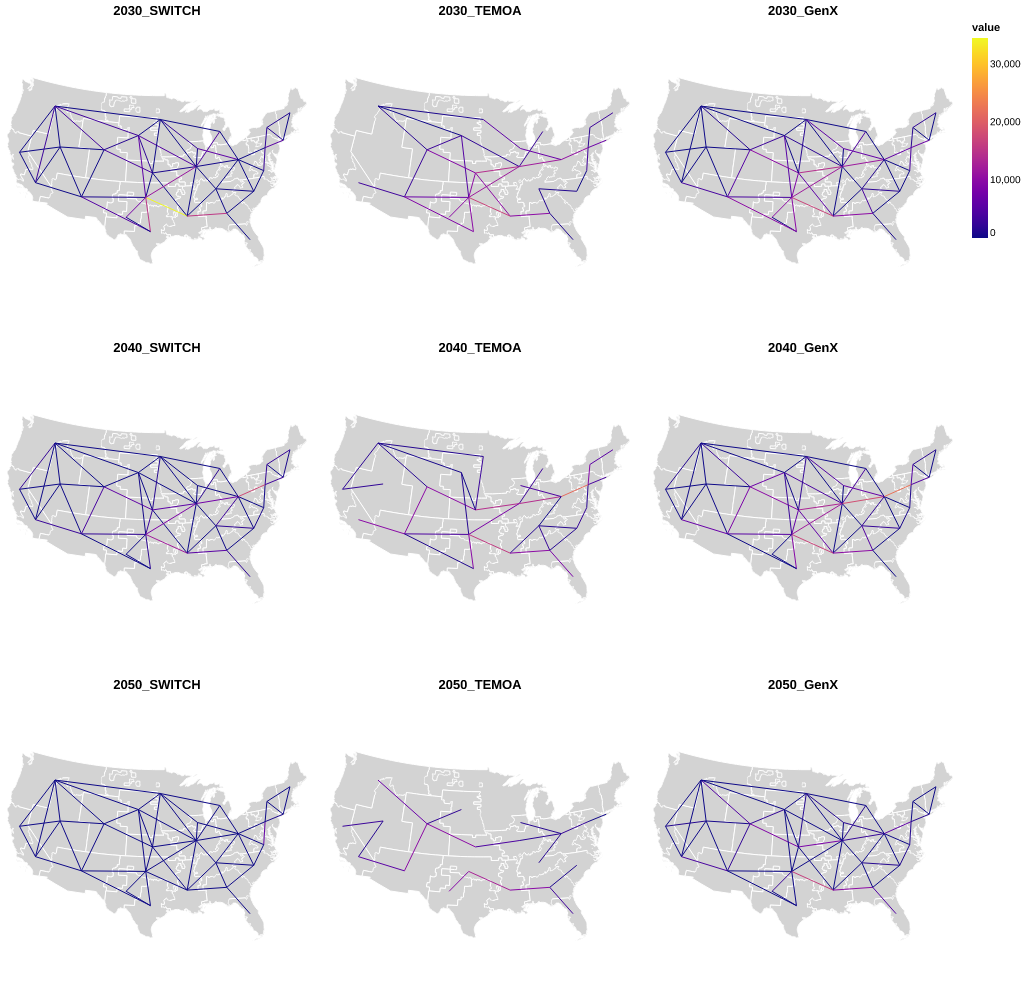 2030_SWITCH 2030_TEMOA 2030_GenX
value
30,000
20,000
10,000
0
2040_SWITCH 2040_TEMOA 2040_GenX
2050_SWITCH 2050_TEMOA 2050_GenX